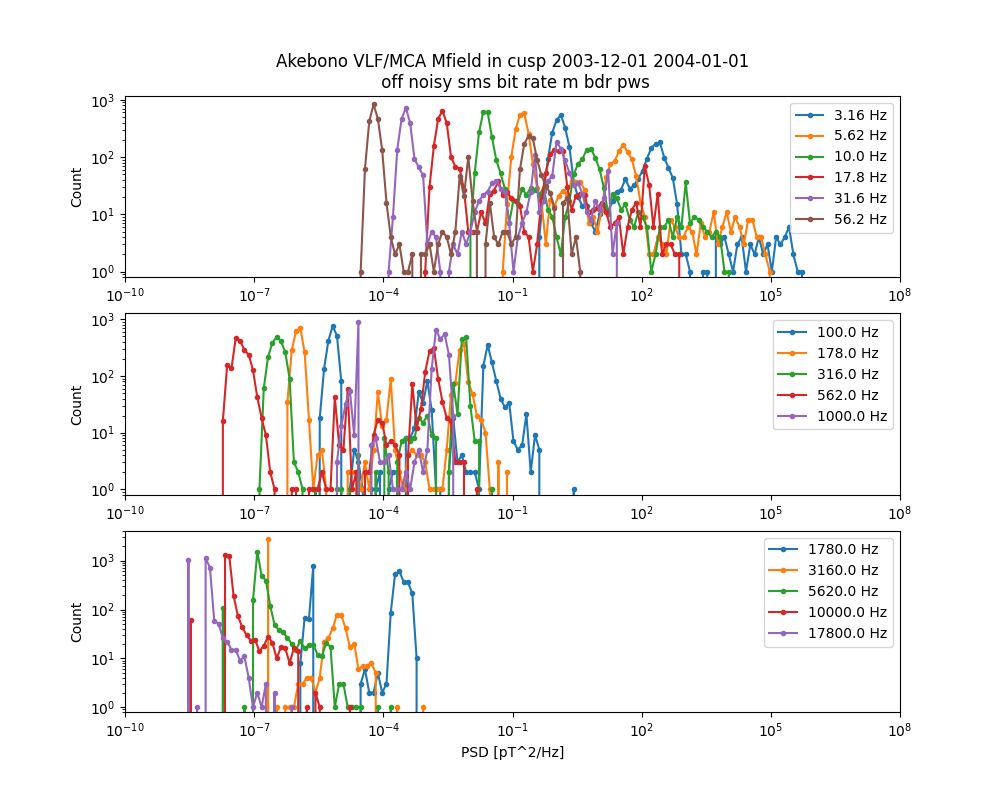 Akebono VLF/MCA Mfield in cusp 2003-12-01 2004-01-01
off noisy sms bit rate m bdr pws
Count
10^3
10^2
10^1
10^0
3.16 Hz
5.62 Hz
10.0 Hz
17.8 Hz
31.6 Hz
56.2 Hz
10^-10 10^-7 10^-4 10^-1 10^2 10^5 10^8
Count
10^3
10^2
10^1
10^0
100.0 Hz
178.0 Hz
316.0 Hz
562.0 Hz
1000.0 Hz
10^-10 10^-7 10^-4 10^-1 10^2 10^5 10^8
Count
10^3
10^2
10^1
10^0
1780.0 Hz
3160.0 Hz
5620.0 Hz
10000.0 Hz
17800.0 Hz
10^-10 10^-7 10^-4 10^-1 10^2 10^5 10^8
PSD [pT^2/Hz]